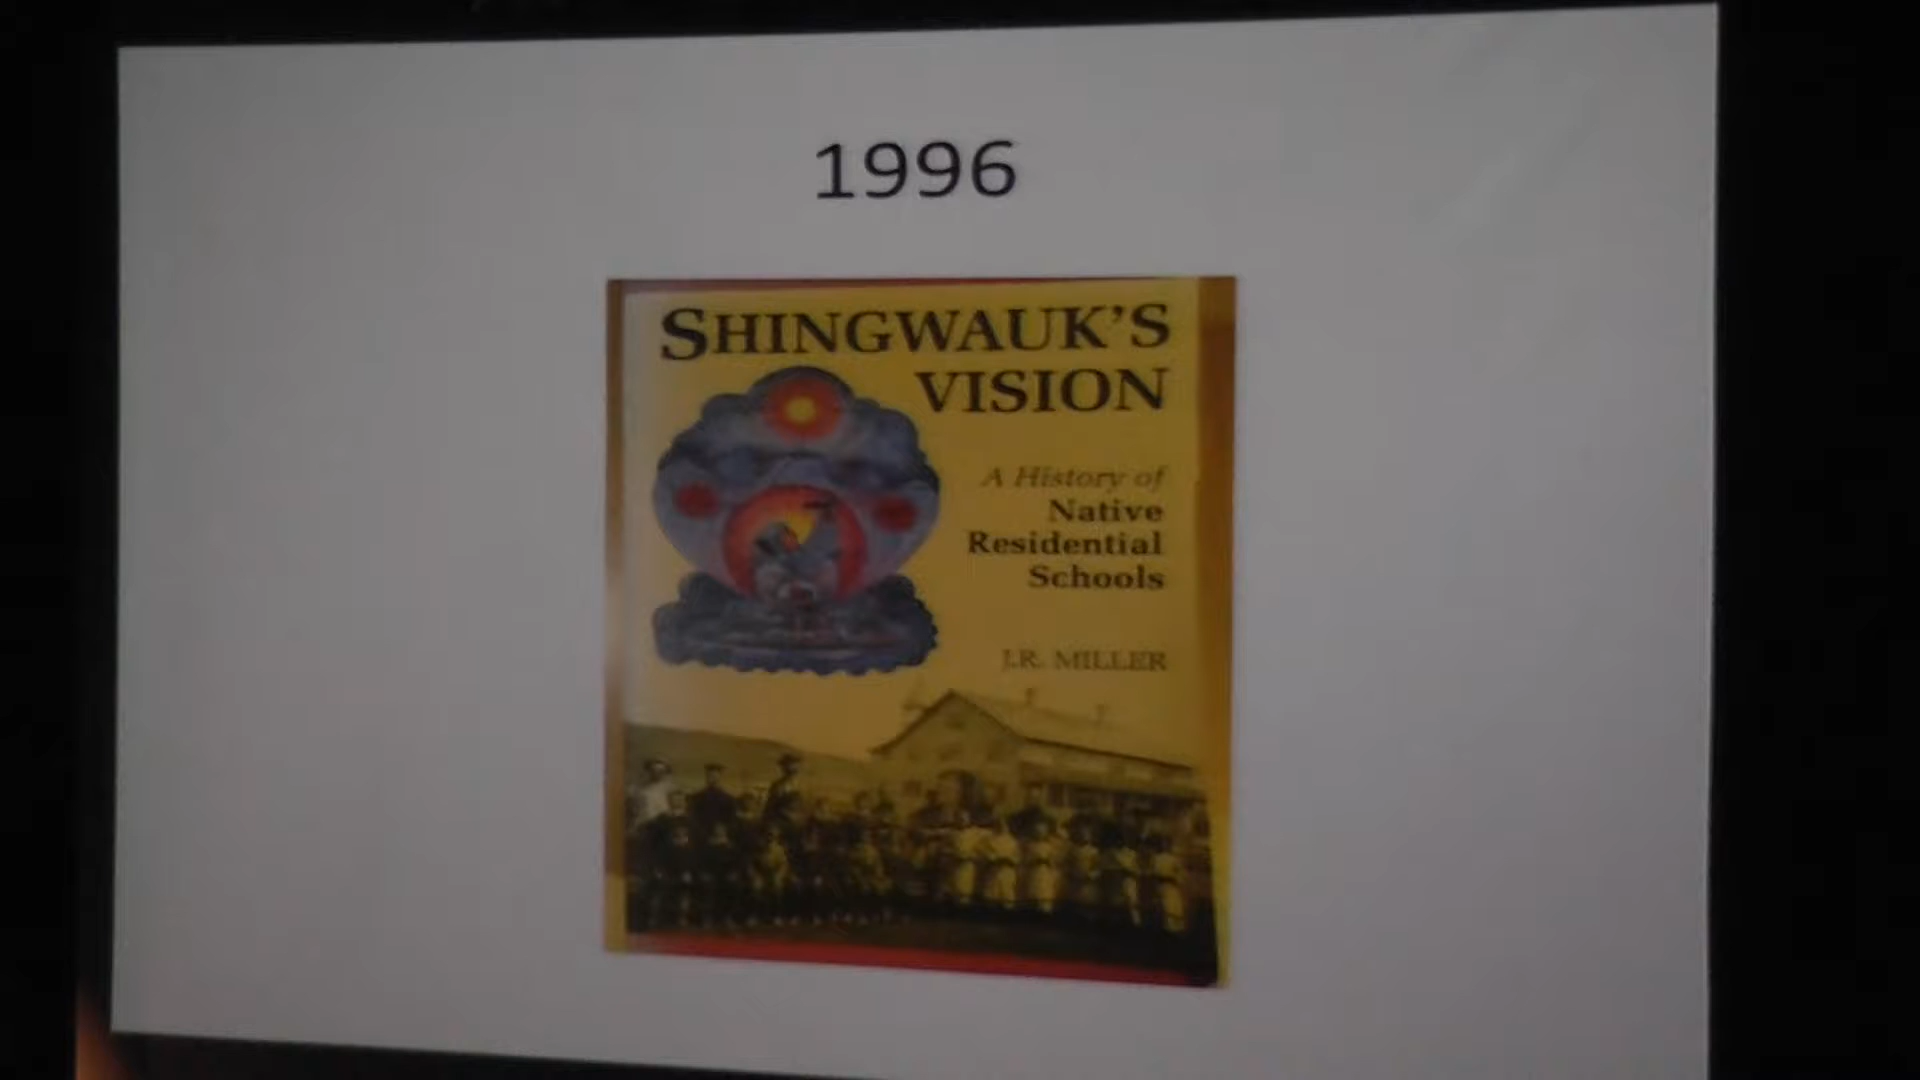 1996
SHINGWAUK'S
VISION
A History of
Native
Residential
Schools
J.R. MILLER